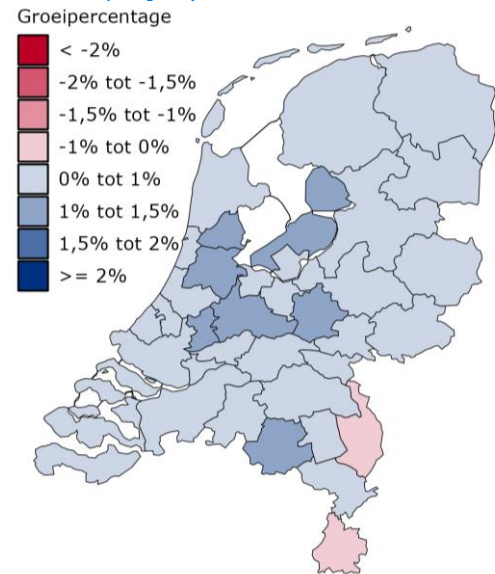 Groeipercentage
< -2%
-2% tot -1,5%
-1,5% tot -1%
-1% tot 0%
0% tot 1%
1% tot 1,5%
1,5% tot 2%
>= 2%